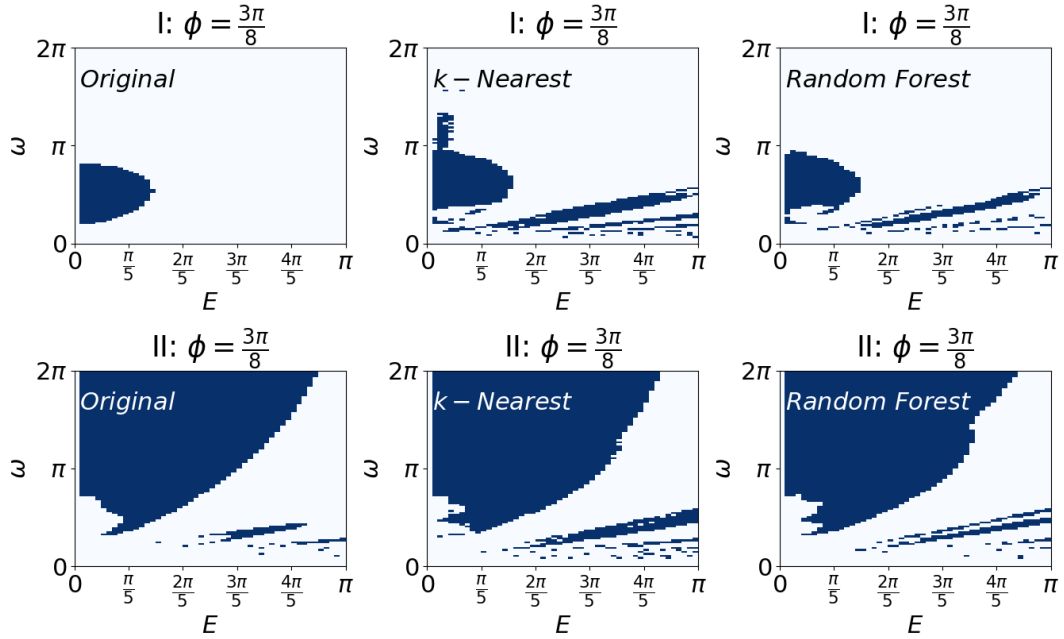 I: ϕ = 3π/8
I: ϕ = 3π/8
I: ϕ = 3π/8
2π
Original
2π
k − Nearest
2π
Random Forest
ω
π
ω
π
ω
π
0
0
0
0 π/5 2π/5 3π/5 4π/5 π
0 π/5 2π/5 3π/5 4π/5 π
0 π/5 2π/5 3π/5 4π/5 π
E
E
E
II: ϕ = 3π/8
II: ϕ = 3π/8
II: ϕ = 3π/8
2π
Original
2π
k − Nearest
2π
Random Forest
ω
π
ω
π
ω
π
0
0
0
0 π/5 2π/5 3π/5 4π/5 π
0 π/5 2π/5 3π/5 4π/5 π
0 π/5 2π/5 3π/5 4π/5 π
E
E
E